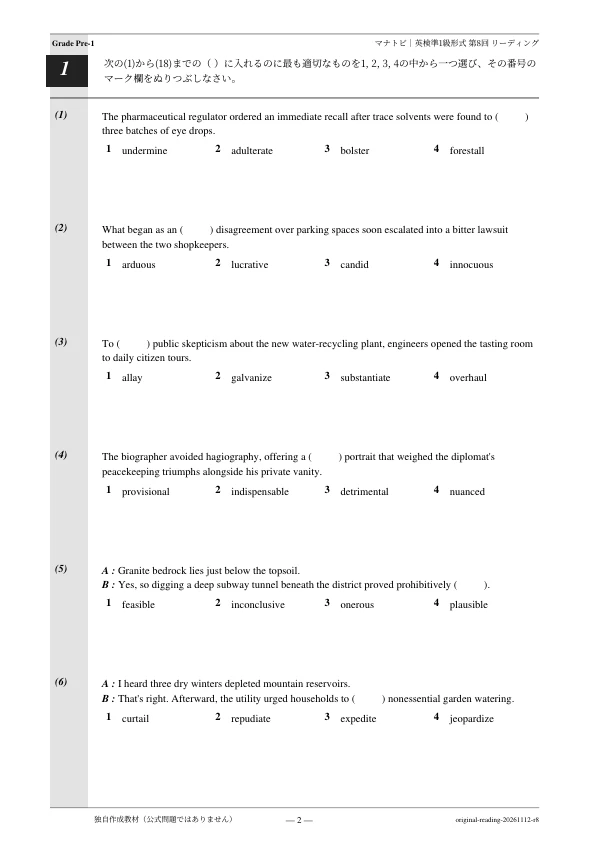 Grade Pre-1
マナトビ｜英検準1級形式 第8回 リーディング
1
次の(1)から(18)までの（ ）に入れるのに最も適切なものを1, 2, 3, 4の中から一つ選び、その番号の
マーク欄をぬりつぶしなさい。
(1)
The pharmaceutical regulator ordered an immediate recall after trace solvents were found to ( )
three batches of eye drops.
1 undermine 2 adulterate 3 bolster 4 forestall
(2)
What began as an ( ) disagreement over parking spaces soon escalated into a bitter lawsuit
between the two shopkeepers.
1 arduous 2 lucrative 3 candid 4 innocuous
(3)
To ( ) public skepticism about the new water-recycling plant, engineers opened the tasting room
to daily citizen tours.
1 allay 2 galvanize 3 substantiate 4 overhaul
(4)
The biographer avoided hagiography, offering a ( ) portrait that weighed the diplomat's
peacekeeping triumphs alongside his private vanity.
1 provisional 2 indispensable 3 detrimental 4 nuanced
(5)
A : Granite bedrock lies just below the topsoil.
B : Yes, so digging a deep subway tunnel beneath the district proved prohibitively ( ).
1 feasible 2 inconclusive 3 onerous 4 plausible
(6)
A : I heard three dry winters depleted mountain reservoirs.
B : That's right. Afterward, the utility urged households to ( ) nonessential garden watering.
1 curtail 2 repudiate 3 expedite 4 jeopardize
独自作成教材（公式問題ではありません）
— 2 —
original-reading-20261112-r8